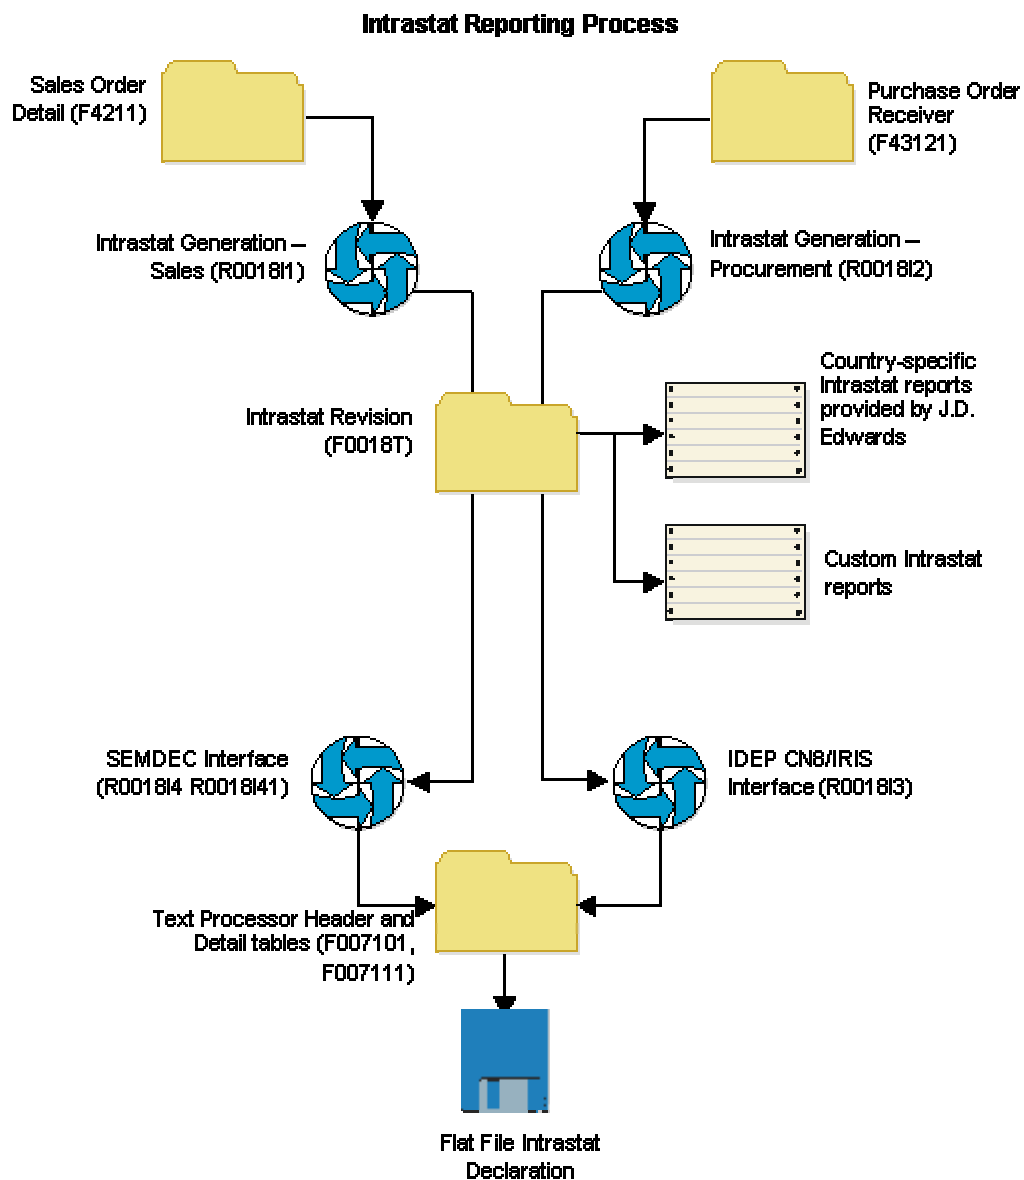 Intrastat Reporting Process
Sales Order
Detail (F4211)
Purchase Order
Receiver
(F43121)
Intrastat Generation –
Sales (R0018I1)
Intrastat Generation –
Procurement (R0018I2)
Country-specific
Intrastat reports
provided by J.D.
Edwards
Intrastat Revision
(F0018T)
Custom Intrastat
reports
SEMDEC Interface
(R0018I4 R0018I41)
IDEP CN8/IRIS
Interface (R0018I3)
Text Processor Header and
Detail tables (F007101,
F007111)
Flat File Intrastat
Declaration